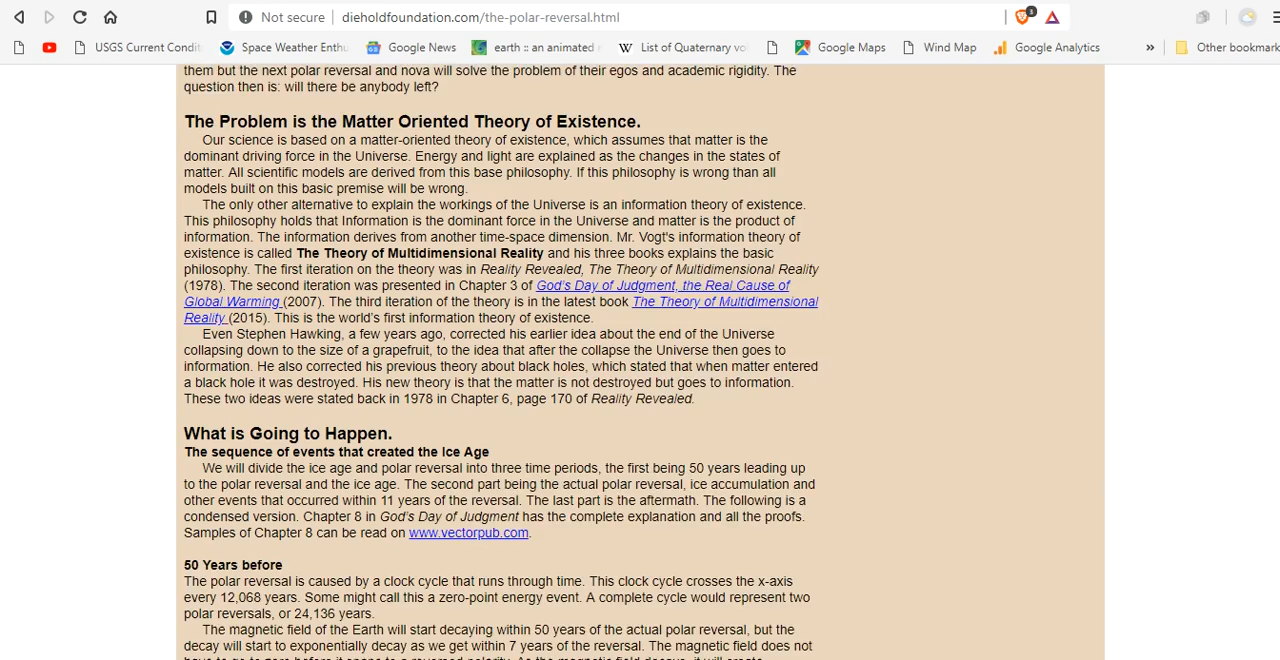 Not secure | dieholdfoundation.com/the-polar-reversal.html
3
USGS Current Condit
Space Weather Enthu
Google News
earth :: an animated
W List of Quaternary vol
Google Maps
Wind Map
Google Analytics
»
Other bookmark
them but the next polar reversal and nova will solve the problem of their egos and academic rigidity. The
question then is: will there be anybody left?
The Problem is the Matter Oriented Theory of Existence.
Our science is based on a matter-oriented theory of existence, which assumes that matter is the
dominant driving force in the Universe. Energy and light are explained as the changes in the states of
matter. All scientific models are derived from this base philosophy. If this philosophy is wrong than all
models built on this basic premise will be wrong.
The only other alternative to explain the workings of the Universe is an information theory of existence.
This philosophy holds that Information is the dominant force in the Universe and matter is the product of
information. The information derives from another time-space dimension. Mr. Vogt's information theory of
existence is called The Theory of Multidimensional Reality and his three books explains the basic
philosophy. The first iteration on the theory was in Reality Revealed, The Theory of Multidimensional Reality
(1978). The second iteration was presented in Chapter 3 of God's Day of Judgment, the Real Cause of
Global Warming (2007). The third iteration of the theory is in the latest book The Theory of Multidimensional
Reality (2015). This is the world's first information theory of existence.
Even Stephen Hawking, a few years ago, corrected his earlier idea about the end of the Universe
collapsing down to the size of a grapefruit, to the idea that after the collapse the Universe then goes to
information. He also corrected his previous theory about black holes, which stated that when matter entered
a black hole it was destroyed. His new theory is that the matter is not destroyed but goes to information.
These two ideas were stated back in 1978 in Chapter 6, page 170 of Reality Revealed.
What is Going to Happen.
The sequence of events that created the Ice Age
We will divide the ice age and polar reversal into three time periods, the first being 50 years leading up
to the polar reversal and the ice age. The second part being the actual polar reversal, ice accumulation and
other events that occurred within 11 years of the reversal. The last part is the aftermath. The following is a
condensed version. Chapter 8 in God's Day of Judgment has the complete explanation and all the proofs.
Samples of Chapter 8 can be read on www.vectorpub.com.
50 Years before
The polar reversal is caused by a clock cycle that runs through time. This clock cycle crosses the x-axis
every 12,068 years. Some might call this a zero-point energy event. A complete cycle would represent two
polar reversals, or 24,136 years.
The magnetic field of the Earth will start decaying within 50 years of the actual polar reversal, but the
decay will start to exponentially decay as we get within 7 years of the reversal. The magnetic field does not
have to go to zero before it snaps to a reversed polarity. As the magnetic field decays, it will create